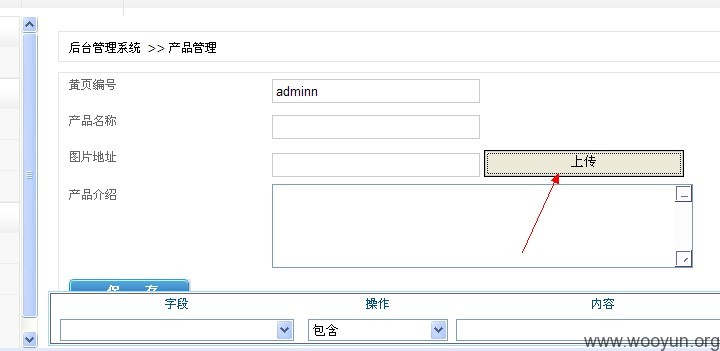 后台管理系统 >> 产品管理
黄页编号 adminn
产品名称
图片地址 上传
产品介绍
保 存
字段 操作 内容
包含
www.wooyun.org